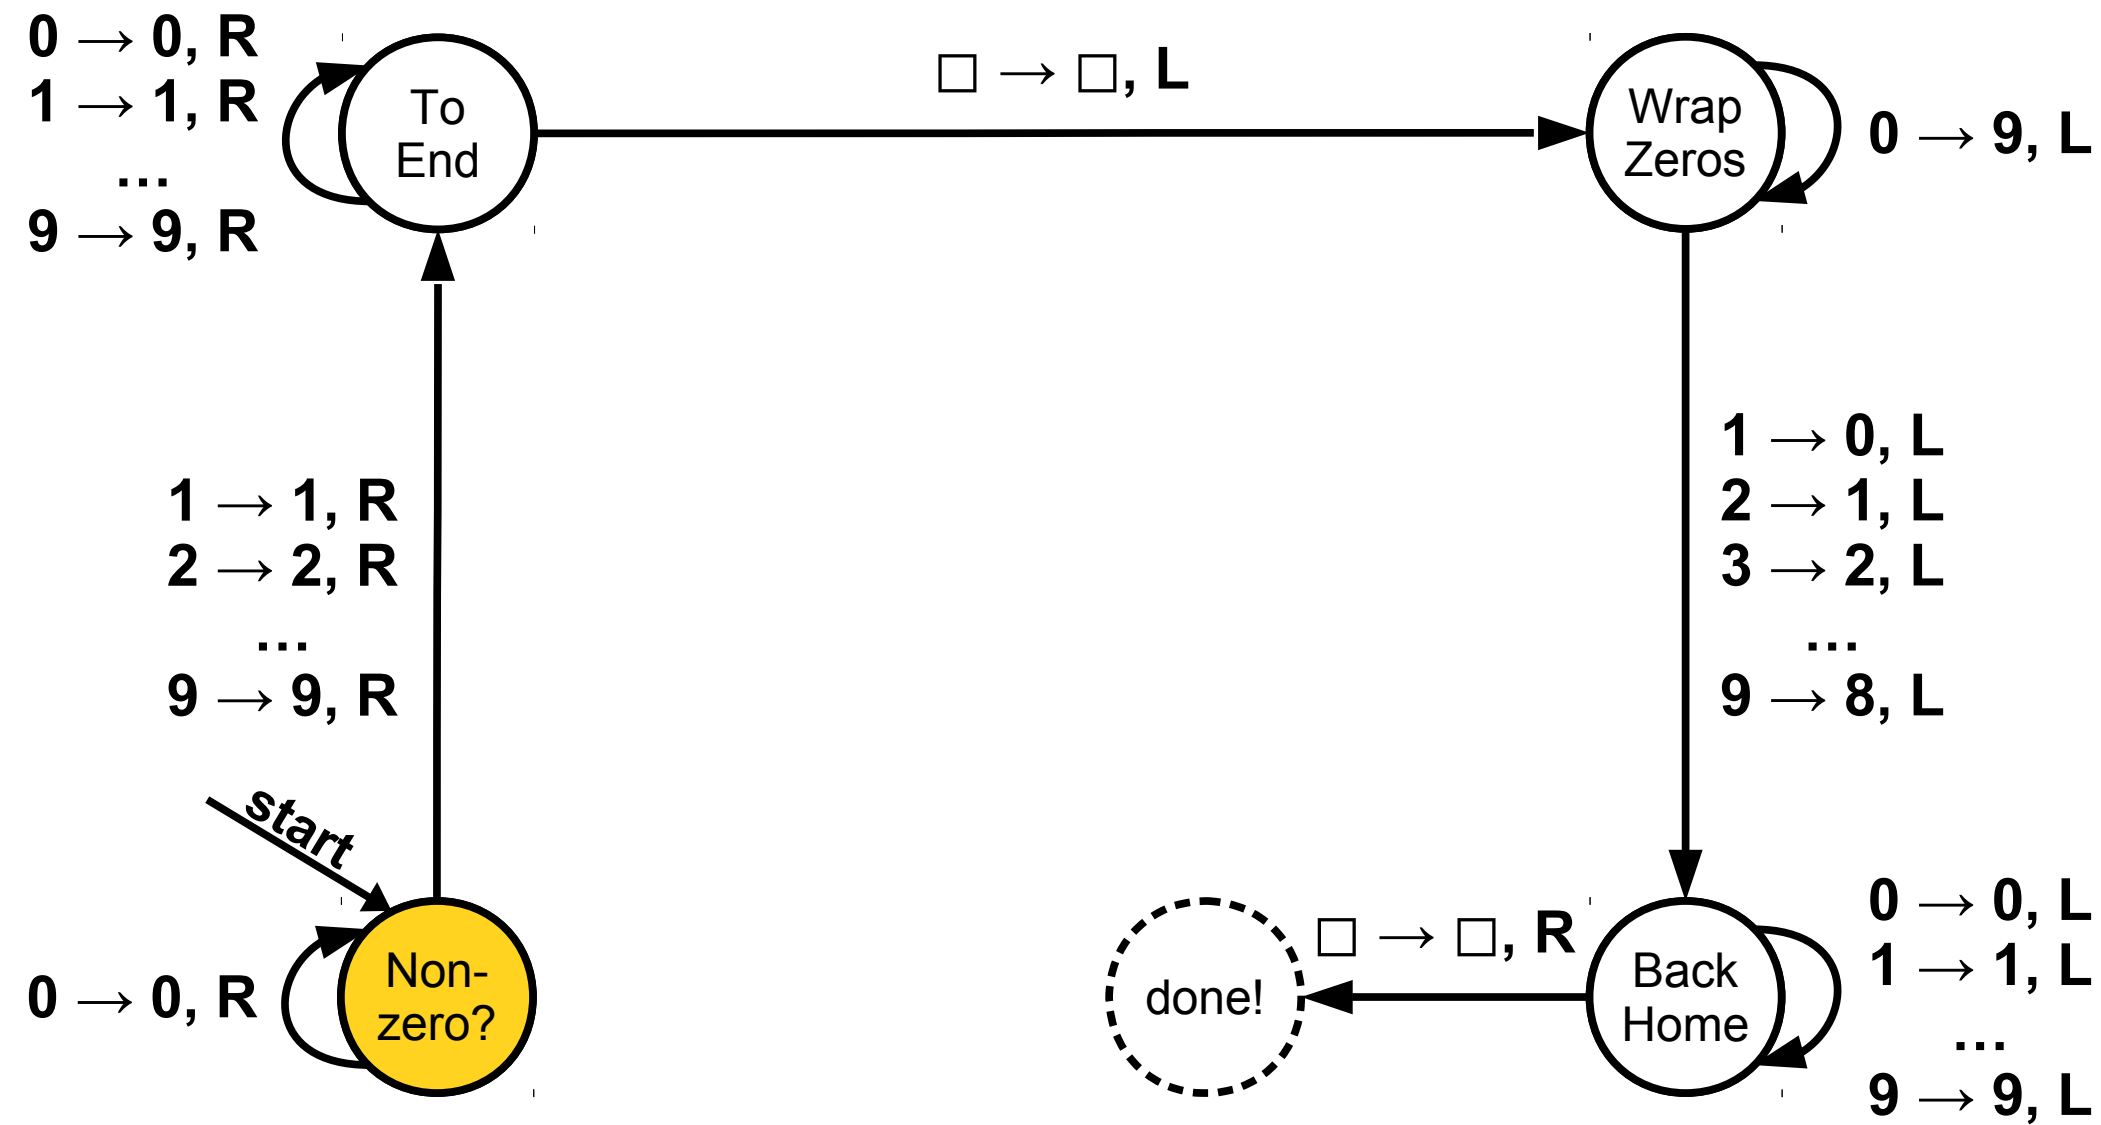 0 → 0, R
1 → 1, R
...
9 → 9, R
To
End
□ → □, L
Wrap
Zeros
0 → 9, L
1 → 1, R
2 → 2, R
...
9 → 9, R
1 → 0, L
2 → 1, L
3 → 2, L
...
9 → 8, L
start
0 → 0, R
Non-
zero?
done!
□ → □, R
Back
Home
0 → 0, L
1 → 1, L
...
9 → 9, L